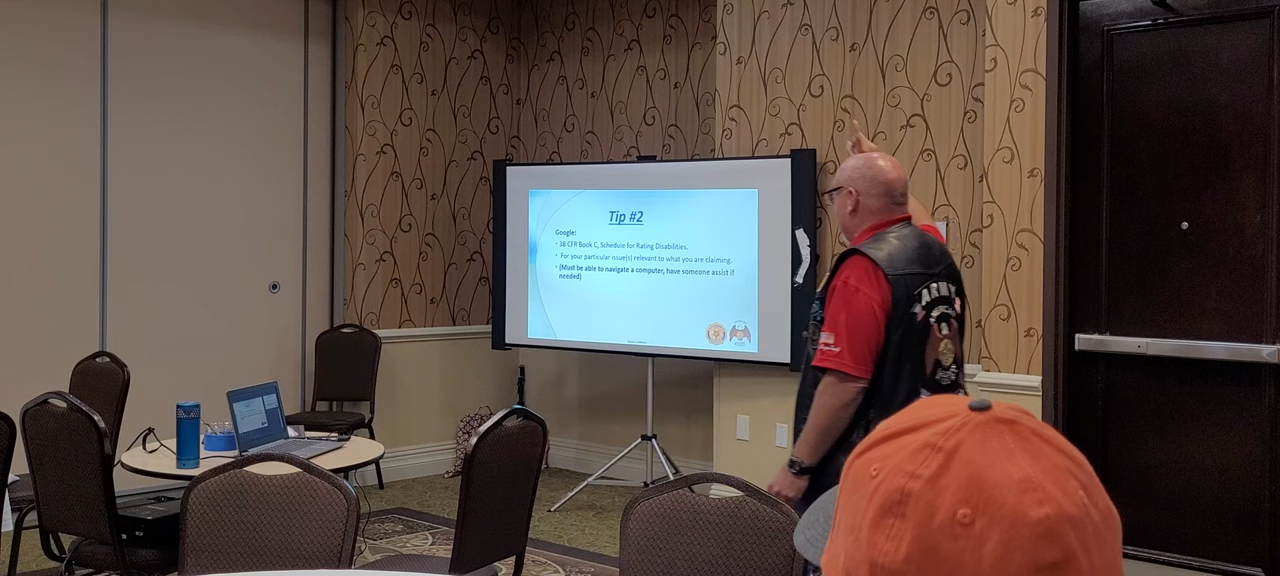 Tip #2
Google:
• 38 CFR Book C, Schedule for Rating Disabilities.
• For your particular issue(s) relevant to what you are claiming.
• (Must be able to navigate a computer, have someone assist if
needed)
ARMY